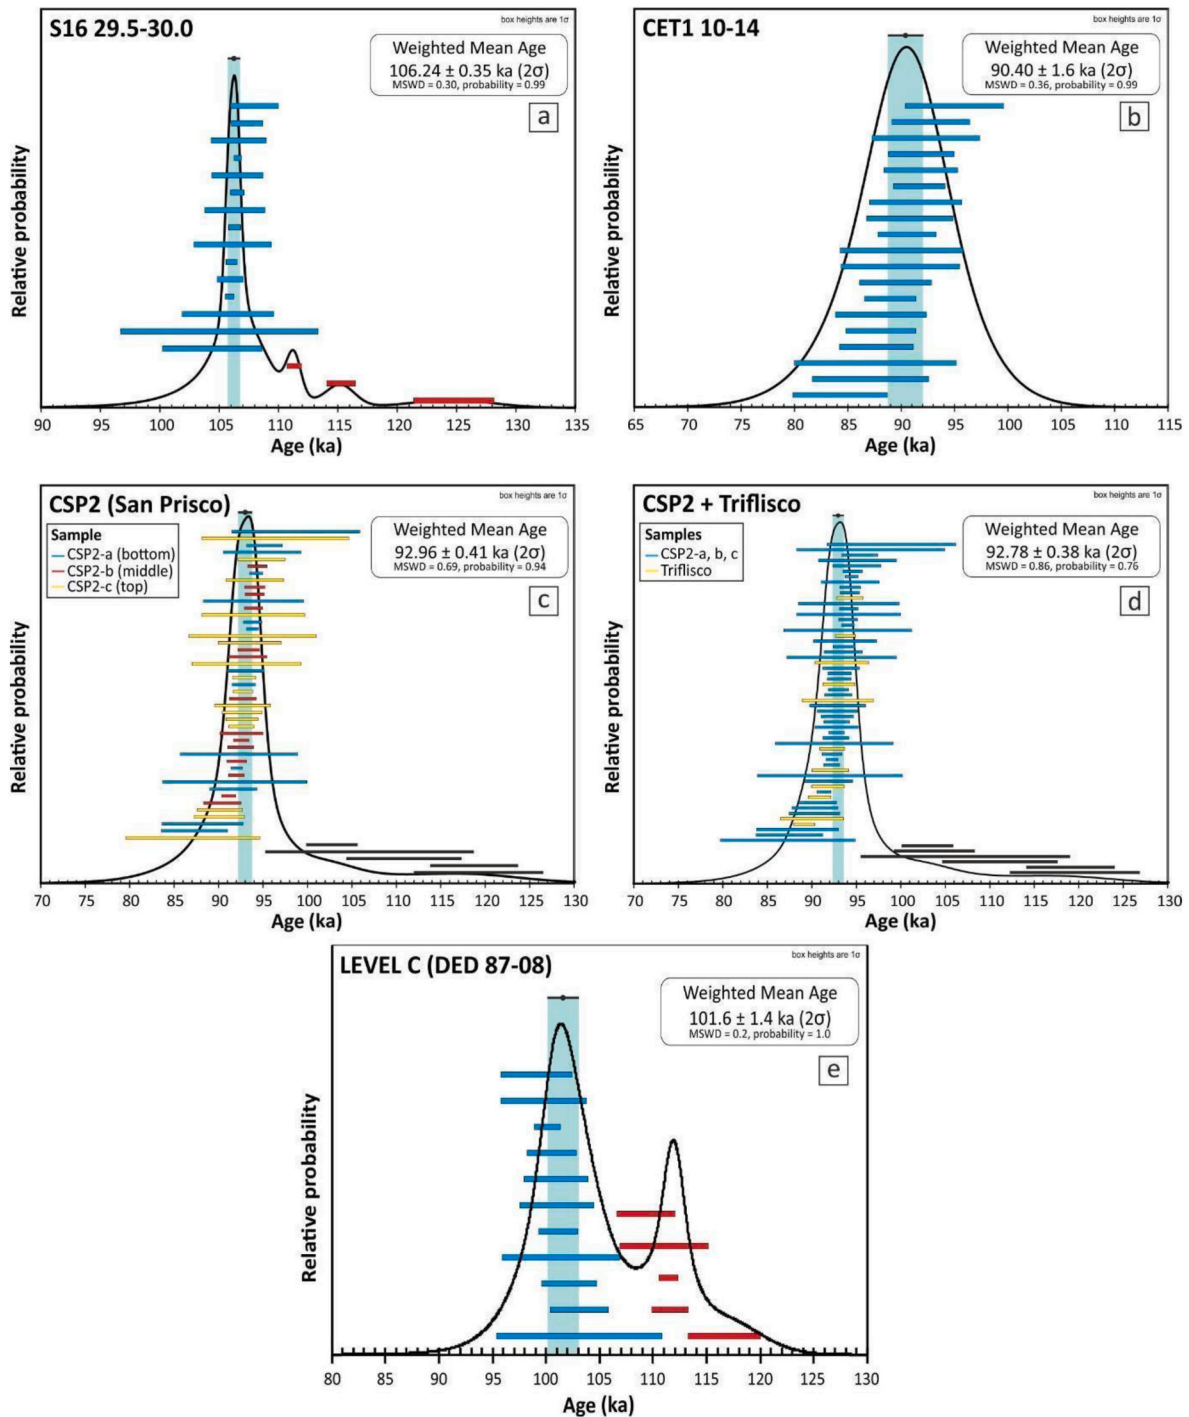 S16 29.5-30.0
box heights are 1σ
Weighted Mean Age
106.24 ± 0.35 ka (2σ)
MSWD = 0.30, probability = 0.99
a
Relative probability
90 95 100 105 110 115 120 125 130 135
Age (ka)
CET1 10-14
box heights are 1σ
Weighted Mean Age
90.40 ± 1.6 ka (2σ)
MSWD = 0.36, probability = 0.99
b
Relative probability
65 70 75 80 85 90 95 100 105 110 115
Age (ka)
CSP2 (San Prisco)
box heights are 1σ
Sample
CSP2-a (bottom)
CSP2-b (middle)
CSP2-c (top)
Weighted Mean Age
92.96 ± 0.41 ka (2σ)
MSWD = 0.69, probability = 0.94
c
Relative probability
70 75 80 85 90 95 100 105 110 115 120 125 130
Age (ka)
CSP2 + Triflisco
box heights are 1σ
Samples
CSP2-a, b, c
Triflisco
Weighted Mean Age
92.78 ± 0.38 ka (2σ)
MSWD = 0.86, probability = 0.76
d
Relative probability
70 75 80 85 90 95 100 105 110 115 120 125 130
Age (ka)
LEVEL C (DED 87-08)
box heights are 1σ
Weighted Mean Age
101.6 ± 1.4 ka (2σ)
MSWD = 0.2, probability = 1.0
e
Relative probability
80 85 90 95 100 105 110 115 120 125 130
Age (ka)